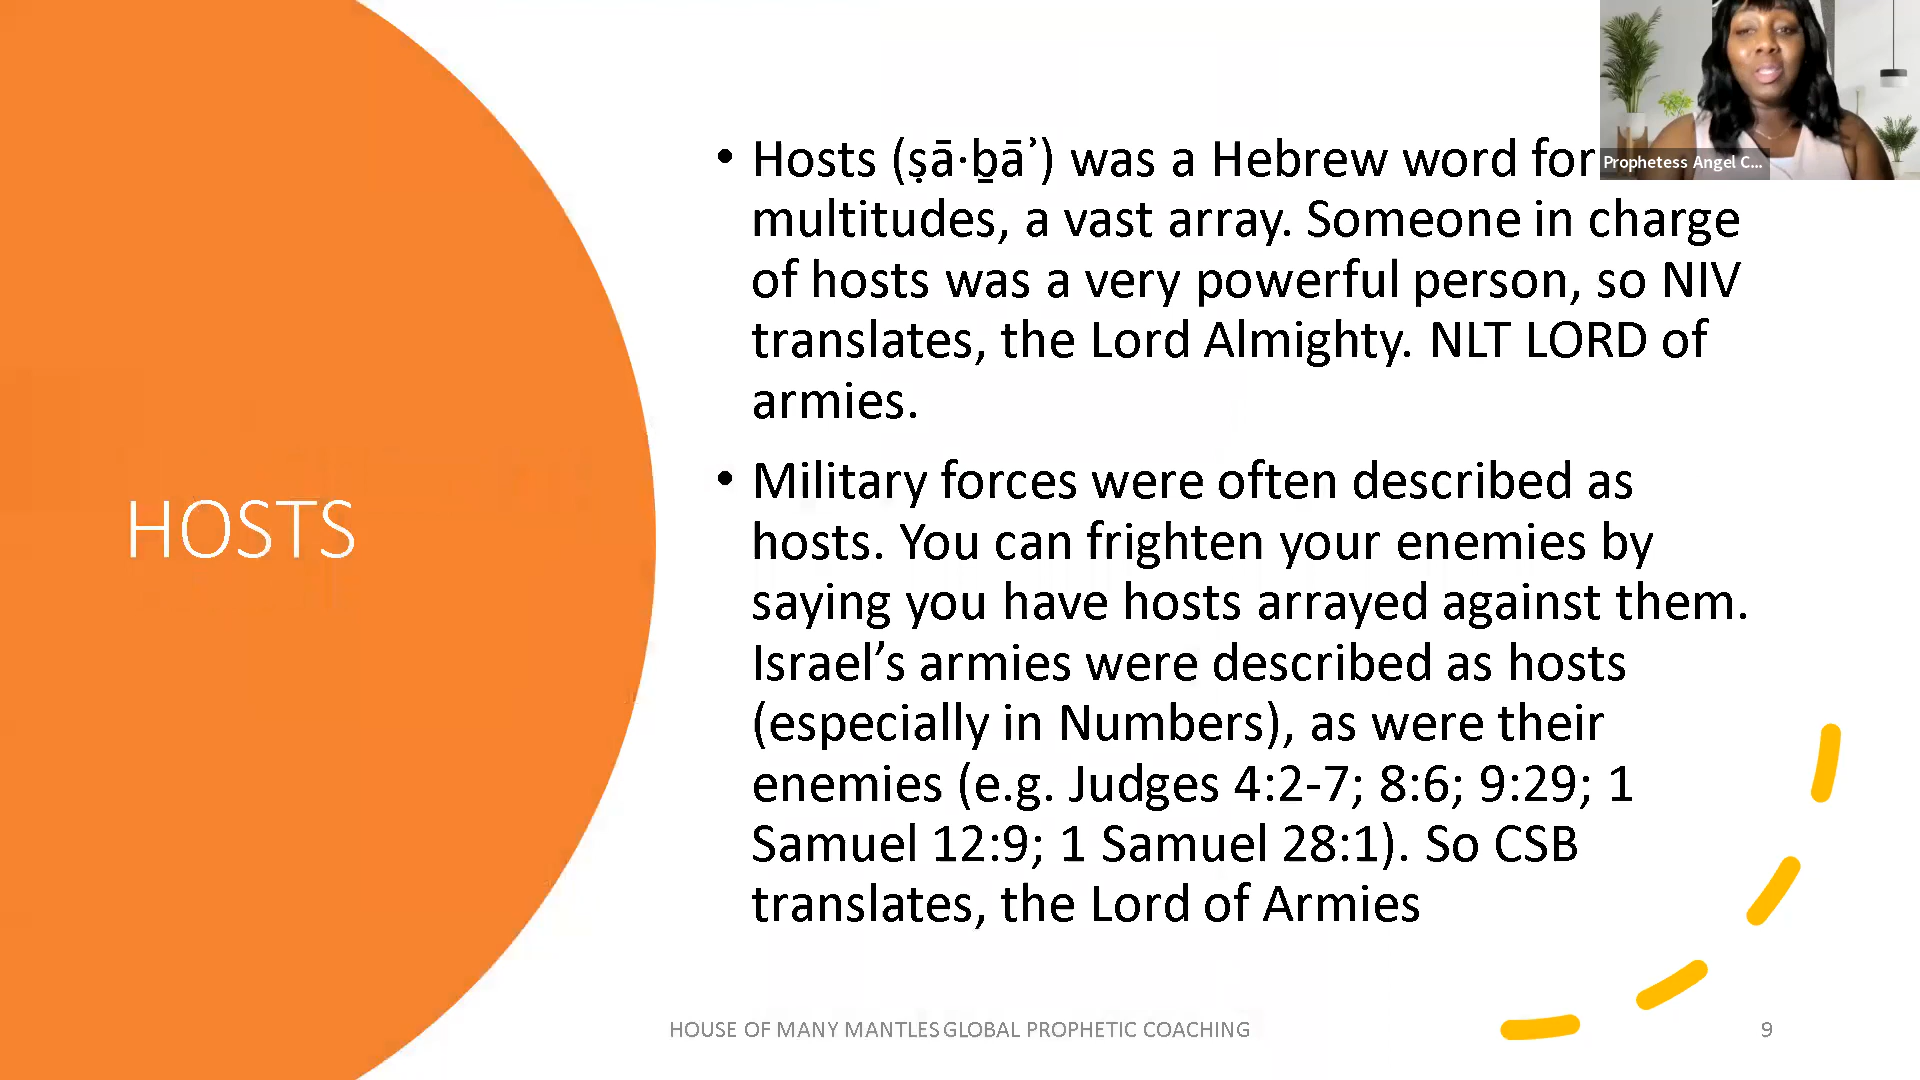 • Hosts (ṣā·ḇāʾ) was a Hebrew word for
Prophetess Angel C...
multitudes, a vast array. Someone in charge
of hosts was a very powerful person, so NIV
translates, the Lord Almighty. NLT LORD of
armies.
• Military forces were often described as
HOSTS
hosts. You can frighten your enemies by
saying you have hosts arrayed against them.
Israel’s armies were described as hosts
(especially in Numbers), as were their
enemies (e.g. Judges 4:2-7; 8:6; 9:29; 1
Samuel 12:9; 1 Samuel 28:1). So CSB
translates, the Lord of Armies
HOUSE OF MANY MANTLES GLOBAL PROPHETIC COACHING
9